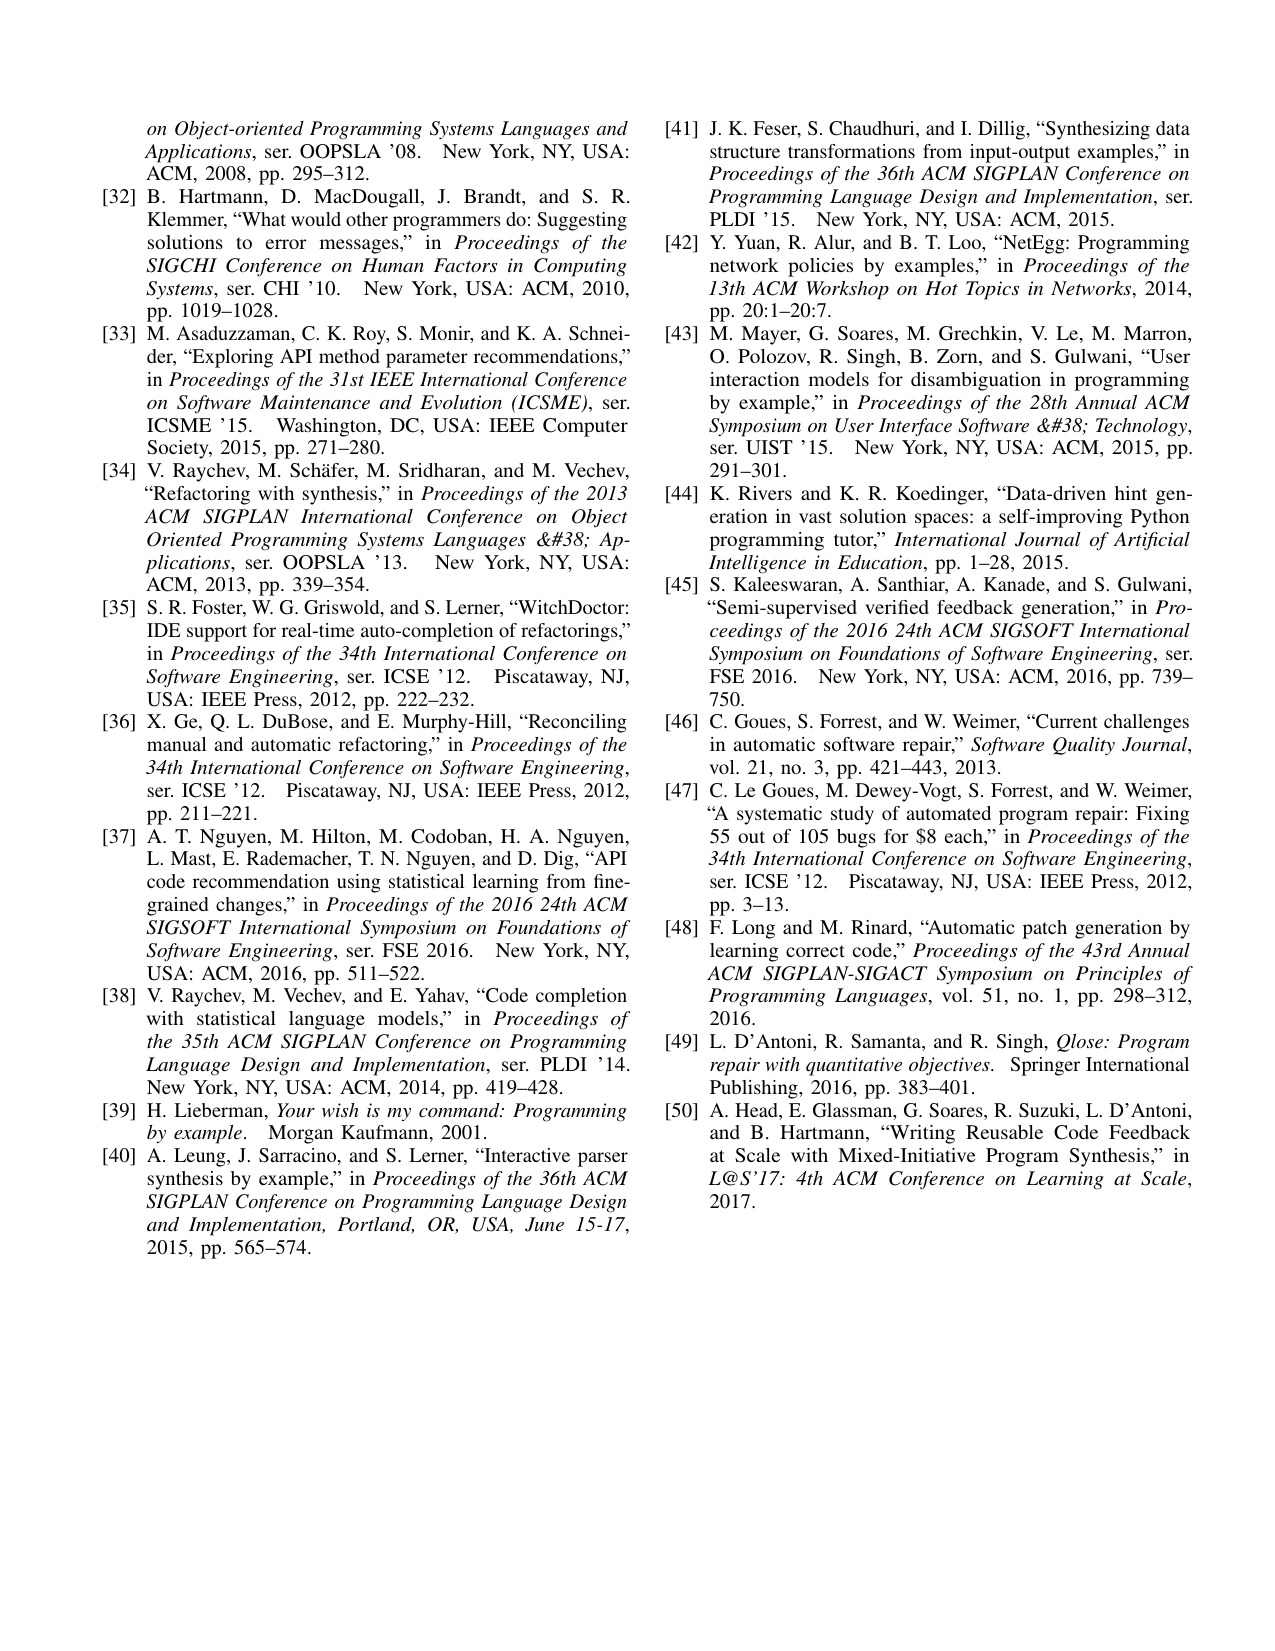 on Object-oriented Programming Systems Languages and
Applications, ser. OOPSLA ’08. New York, NY, USA:
ACM, 2008, pp. 295–312.
[32] B. Hartmann, D. MacDougall, J. Brandt, and S. R.
Klemmer, “What would other programmers do: Suggesting
solutions to error messages,” in Proceedings of the
SIGCHI Conference on Human Factors in Computing
Systems, ser. CHI ’10. New York, USA: ACM, 2010,
pp. 1019–1028.
[33] M. Asaduzzaman, C. K. Roy, S. Monir, and K. A. Schnei-
der, “Exploring API method parameter recommendations,”
in Proceedings of the 31st IEEE International Conference
on Software Maintenance and Evolution (ICSME), ser.
ICSME ’15. Washington, DC, USA: IEEE Computer
Society, 2015, pp. 271–280.
[34] V. Raychev, M. Schäfer, M. Sridharan, and M. Vechev,
“Refactoring with synthesis,” in Proceedings of the 2013
ACM SIGPLAN International Conference on Object
Oriented Programming Systems Languages &#38; Ap-
plications, ser. OOPSLA ’13. New York, NY, USA:
ACM, 2013, pp. 339–354.
[35] S. R. Foster, W. G. Griswold, and S. Lerner, “WitchDoctor:
IDE support for real-time auto-completion of refactorings,”
in Proceedings of the 34th International Conference on
Software Engineering, ser. ICSE ’12. Piscataway, NJ,
USA: IEEE Press, 2012, pp. 222–232.
[36] X. Ge, Q. L. DuBose, and E. Murphy-Hill, “Reconciling
manual and automatic refactoring,” in Proceedings of the
34th International Conference on Software Engineering,
ser. ICSE ’12. Piscataway, NJ, USA: IEEE Press, 2012,
pp. 211–221.
[37] A. T. Nguyen, M. Hilton, M. Codoban, H. A. Nguyen,
L. Mast, E. Rademacher, T. N. Nguyen, and D. Dig, “API
code recommendation using statistical learning from fine-
grained changes,” in Proceedings of the 2016 24th ACM
SIGSOFT International Symposium on Foundations of
Software Engineering, ser. FSE 2016. New York, NY,
USA: ACM, 2016, pp. 511–522.
[38] V. Raychev, M. Vechev, and E. Yahav, “Code completion
with statistical language models,” in Proceedings of
the 35th ACM SIGPLAN Conference on Programming
Language Design and Implementation, ser. PLDI ’14.
New York, NY, USA: ACM, 2014, pp. 419–428.
[39] H. Lieberman, Your wish is my command: Programming
by example. Morgan Kaufmann, 2001.
[40] A. Leung, J. Sarracino, and S. Lerner, “Interactive parser
synthesis by example,” in Proceedings of the 36th ACM
SIGPLAN Conference on Programming Language Design
and Implementation, Portland, OR, USA, June 15-17,
2015, pp. 565–574.
[41] J. K. Feser, S. Chaudhuri, and I. Dillig, “Synthesizing data
structure transformations from input-output examples,” in
Proceedings of the 36th ACM SIGPLAN Conference on
Programming Language Design and Implementation, ser.
PLDI ’15. New York, NY, USA: ACM, 2015.
[42] Y. Yuan, R. Alur, and B. T. Loo, “NetEgg: Programming
network policies by examples,” in Proceedings of the
13th ACM Workshop on Hot Topics in Networks, 2014,
pp. 20:1–20:7.
[43] M. Mayer, G. Soares, M. Grechkin, V. Le, M. Marron,
O. Polozov, R. Singh, B. Zorn, and S. Gulwani, “User
interaction models for disambiguation in programming
by example,” in Proceedings of the 28th Annual ACM
Symposium on User Interface Software &#38; Technology,
ser. UIST ’15. New York, NY, USA: ACM, 2015, pp.
291–301.
[44] K. Rivers and K. R. Koedinger, “Data-driven hint gen-
eration in vast solution spaces: a self-improving Python
programming tutor,” International Journal of Artificial
Intelligence in Education, pp. 1–28, 2015.
[45] S. Kaleeswaran, A. Santhiar, A. Kanade, and S. Gulwani,
“Semi-supervised verified feedback generation,” in Pro-
ceedings of the 2016 24th ACM SIGSOFT International
Symposium on Foundations of Software Engineering, ser.
FSE 2016. New York, NY, USA: ACM, 2016, pp. 739–
750.
[46] C. Goues, S. Forrest, and W. Weimer, “Current challenges
in automatic software repair,” Software Quality Journal,
vol. 21, no. 3, pp. 421–443, 2013.
[47] C. Le Goues, M. Dewey-Vogt, S. Forrest, and W. Weimer,
“A systematic study of automated program repair: Fixing
55 out of 105 bugs for $8 each,” in Proceedings of the
34th International Conference on Software Engineering,
ser. ICSE ’12. Piscataway, NJ, USA: IEEE Press, 2012,
pp. 3–13.
[48] F. Long and M. Rinard, “Automatic patch generation by
learning correct code,” Proceedings of the 43rd Annual
ACM SIGPLAN-SIGACT Symposium on Principles of
Programming Languages, vol. 51, no. 1, pp. 298–312,
2016.
[49] L. D’Antoni, R. Samanta, and R. Singh, Qlose: Program
repair with quantitative objectives. Springer International
Publishing, 2016, pp. 383–401.
[50] A. Head, E. Glassman, G. Soares, R. Suzuki, L. D’Antoni,
and B. Hartmann, “Writing Reusable Code Feedback
at Scale with Mixed-Initiative Program Synthesis,” in
L@S’17: 4th ACM Conference on Learning at Scale,
2017.